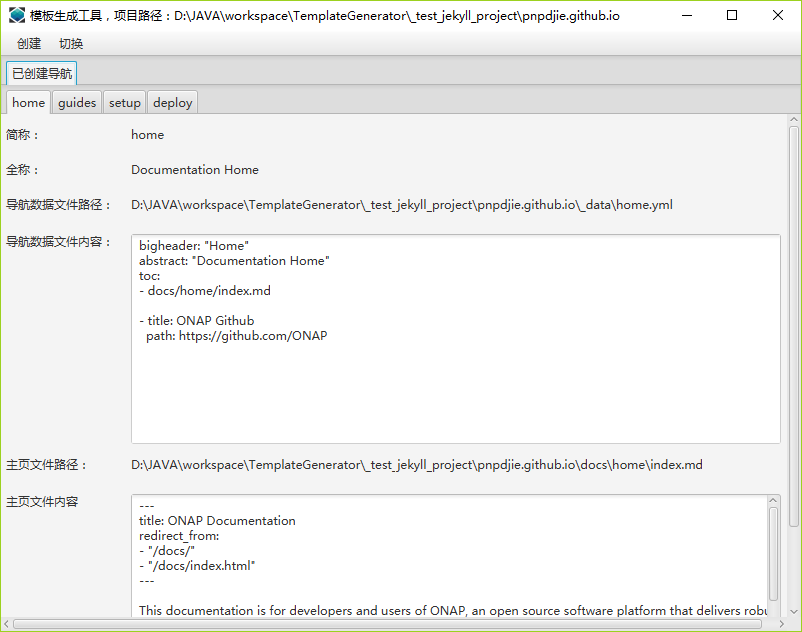 模板生成工具，项目路径：D:\JAVA\workspace\TemplateGenerator\_test_jekyll_project\pnpdjie.github.io
创建 切换
已创建导航
home guides setup deploy
简称： home
全称： Documentation Home
导航数据文件路径： D:\JAVA\workspace\TemplateGenerator\_test_jekyll_project\pnpdjie.github.io\_data\home.yml
导航数据文件内容： bigheader: "Home"
abstract: "Documentation Home"
toc:
- docs/home/index.md
- title: ONAP Github
path: https://github.com/ONAP
主页文件路径： D:\JAVA\workspace\TemplateGenerator\_test_jekyll_project\pnpdjie.github.io\docs\home\index.md
主页文件内容 ---
title: ONAP Documentation
redirect_from:
- "/docs/"
- "/docs/index.html"
---
This documentation is for developers and users of ONAP, an open source software platform that delivers robu